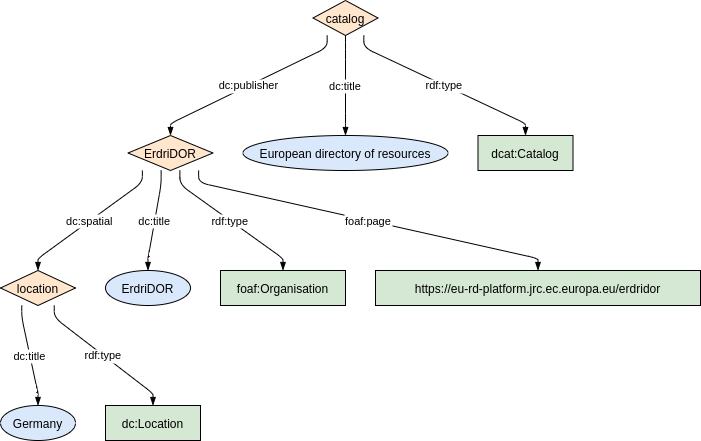 catalog
dc:publisher
dc:title
rdf:type
ErdriDOR
European directory of resources
dcat:Catalog
dc:spatial
dc:title
rdf:type
foaf:page
location
ErdriDOR
foaf:Organisation
https://eu-rd-platform.jrc.ec.europa.eu/erdridor
dc:title
rdf:type
Germany
dc:Location